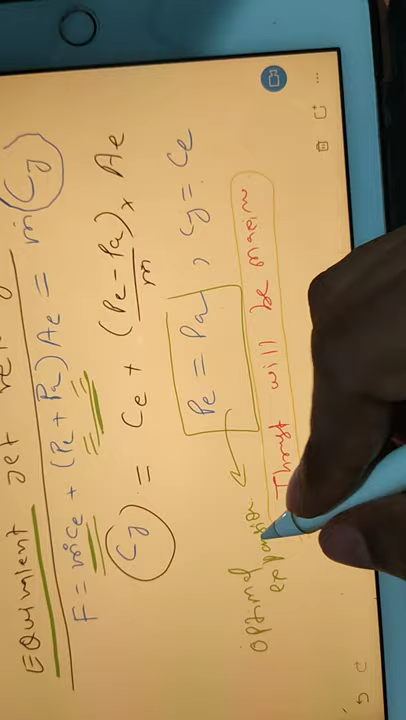 Equivalent Jet velo
F = ṁCe + (Pe + Pa) Ae = ṁ Cj
Cj = Ce + (Pe - Pa)/ṁ × Ae
Pe = Pa , Cj = Ce
optimal expansion
Thrust will be maxim